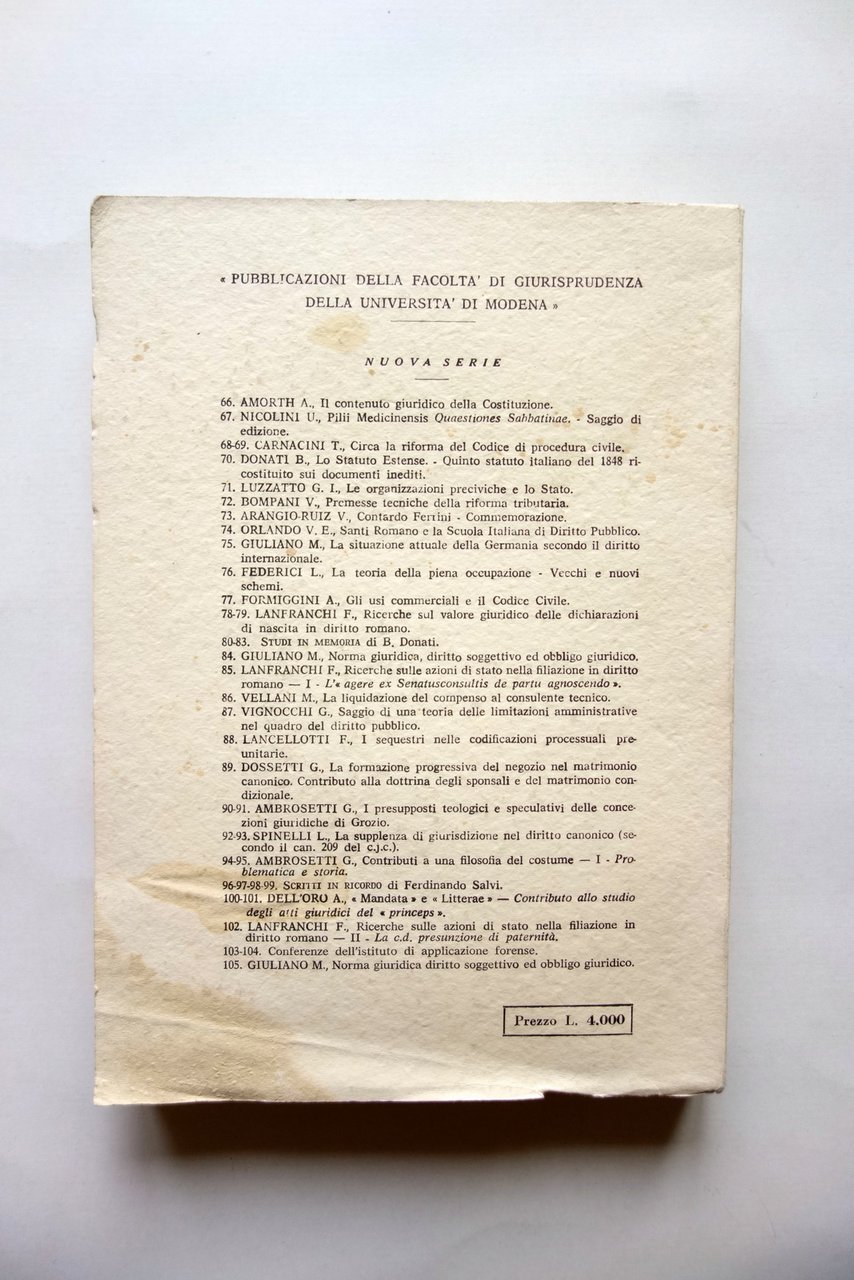 « PUBBLICAZIONI DELLA FACOLTA' DI GIURISPRUDENZA
DELLA UNIVERSITA' DI MODENA »
NUOVA SERIE
66. AMORTH A., Il contenuto giuridico della Costituzione.
67. NICOLINI U., Pilii Medicinensis Quaestiones Sabbatinae. - Saggio di
edizione.
68-69. CARNACINI T., Circa la riforma del Codice di procedura civile.
70. DONATI B., Lo Statuto Estense. - Quinto statuto italiano del 1848 ri-
costituito sui documenti inediti.
71. LUZZATTO G. I., Le organizzazioni preciviche e lo Stato.
72. BOMPANI V., Premesse tecniche della riforma tributaria.
73. ARANGIO-RUIZ V., Contardo Ferrini - Commemorazione.
74. ORLANDO V. E., Santi Romano e la Scuola Italiana di Diritto Pubblico.
75. GIULIANO M., La situazione attuale della Germania secondo il diritto
internazionale.
76. FEDERICI L., La teoria della piena occupazione - Vecchi e nuovi
schemi.
77. FORMIGGINI A., Gli usi commerciali e il Codice Civile.
78-79. LANFRANCHI F., Ricerche sul valore giuridico delle dichiarazioni
di nascita in diritto romano.
80-83. STUDI IN MEMORIA di B. Donati.
84. GIULIANO M., Norma giuridica, diritto soggettivo ed obbligo giuridico.
85. LANFRANCHI F., Ricerche sulle azioni di stato nella filiazione in diritto
romano — I - L'« agere ex Senatusconsultis de partu agnoscendo ».
86. VELLANI M., La liquidazione del compenso al consulente tecnico.
87. VIGNOCCHI G., Saggio di una teoria delle limitazioni amministrative
nel quadro del diritto pubblico.
88. LANCELLOTTI F., I sequestri nelle codificazioni processuali pre-
unitarie.
89. DOSSETTI G., La formazione progressiva del negozio nel matrimonio
canonico. Contributo alla dottrina degli sponsali e del matrimonio con-
dizionale.
90-91. AMBROSETTI G., I presupposti teologici e speculativi delle conce-
zioni giuridiche di Grozio.
92-93. SPINELLI L., La supplenza di giurisdizione nel diritto canonico (se-
condo il can. 209 del c.j.c.).
94-95. AMBROSETTI G., Contributi a una filosofia del costume — I - Pro-
blematica e storia.
96-97-98-99. SCRITTI IN RICORDO di Ferdinando Salvi.
100-101. DELL'ORO A., « Mandata » e « Litterae » — Contributo allo studio
degli atti giuridici del « princeps ».
102. LANFRANCHI F., Ricerche sulle azioni di stato nella filiazione in
diritto romano — II - La c.d. presunzione di paternità.
103-104. Conferenze dell'istituto di applicazione forense.
105. GIULIANO M., Norma giuridica diritto soggettivo ed obbligo giuridico.
Prezzo L. 4.000